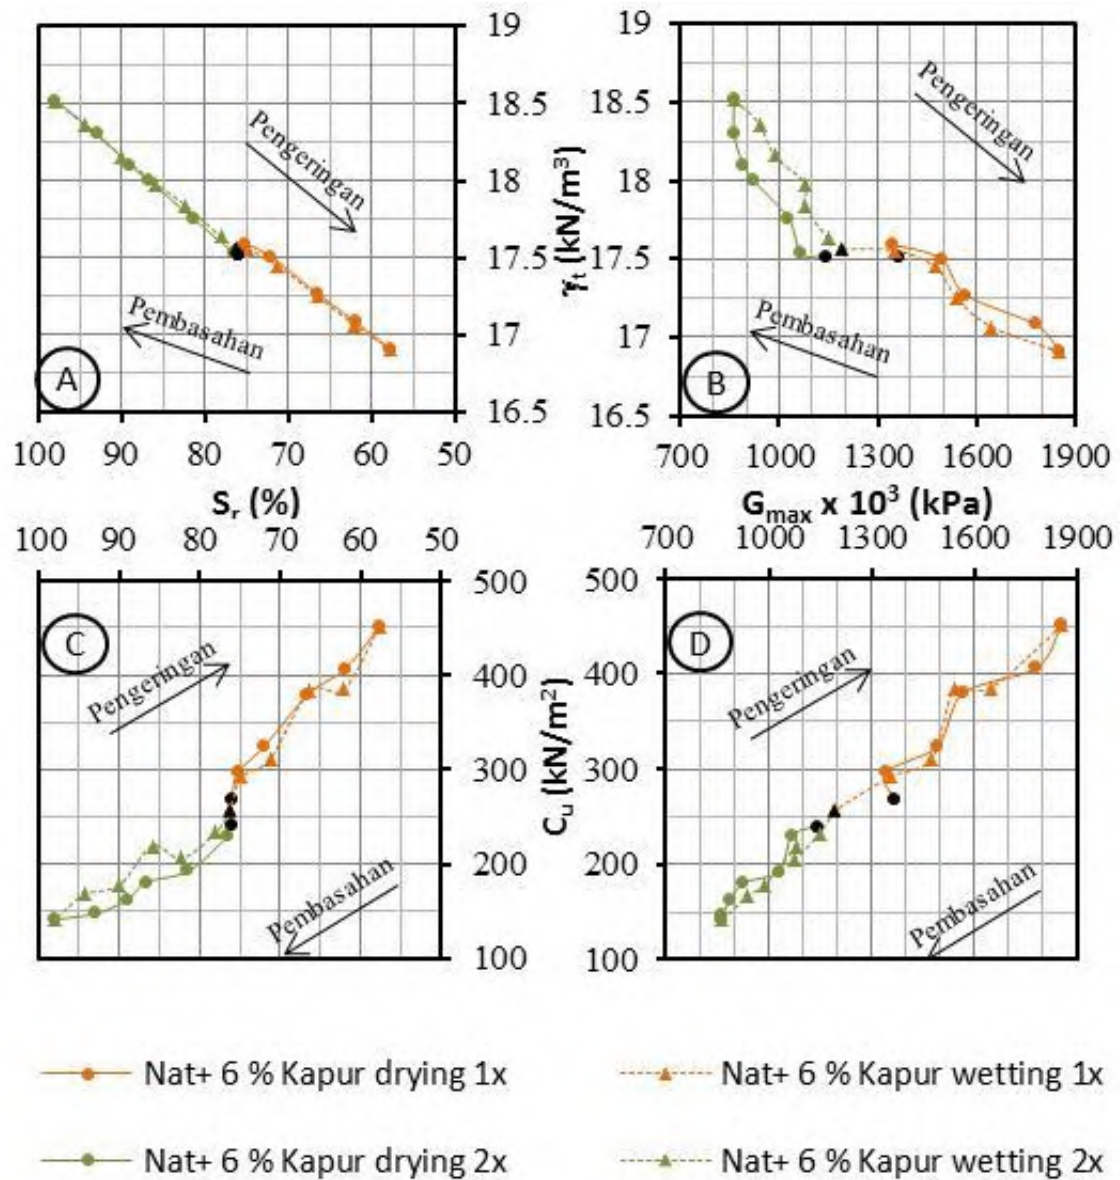 19
18.5
18
17.5
17
16.5
Pengeringan
Pembasahan
A
100 90 80 70 60 50
Sr (%)
γt (kN/m³)
19
18.5
18
17.5
17
16.5
Pengeringan
Pembasahan
B
700 1000 1300 1600 1900
Gmax x 10³ (kPa)
100 90 80 70 60 50
C
Pengeringan
Pembasahan
500
400
300
200
100
Cu (kN/m²)
700 1000 1300 1600 1900
500
400
300
200
100
D
Pengeringan
Pembasahan
Nat+ 6 % Kapur drying 1x
Nat+ 6 % Kapur wetting 1x
Nat+ 6 % Kapur drying 2x
Nat+ 6 % Kapur wetting 2x